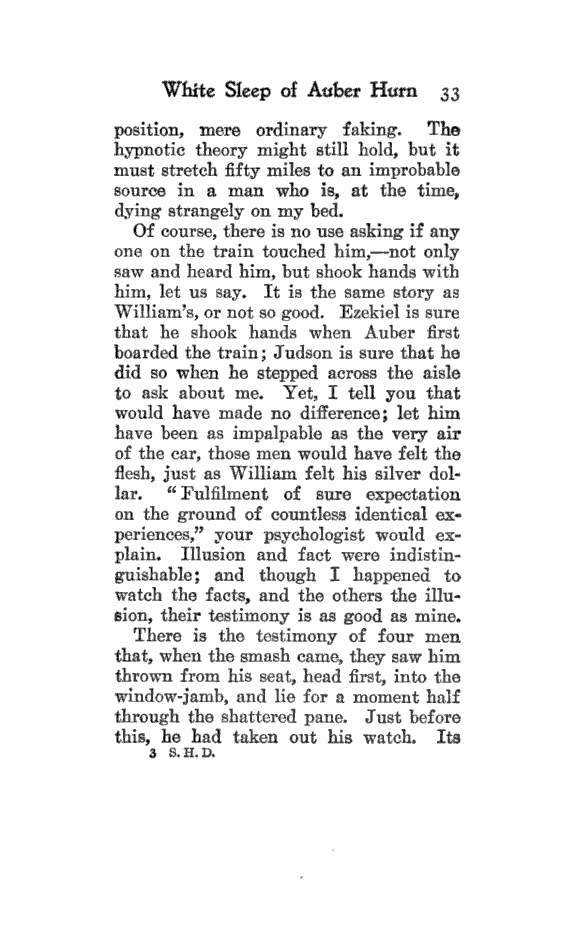 White Sleep of Auber Hurn 33
position, mere ordinary faking. The
hypnotic theory might still hold, but it
must stretch fifty miles to an improbable
source in a man who is, at the time,
dying strangely on my bed.
Of course, there is no use asking if any
one on the train touched him,—not only
saw and heard him, but shook hands with
him, let us say. It is the same story as
William's, or not so good. Ezekiel is sure
that he shook hands when Auber first
boarded the train; Judson is sure that he
did so when he stepped across the aisle
to ask about me. Yet, I tell you that
would have made no difference; let him
have been as impalpable as the very air
of the car, those men would have felt the
flesh, just as William felt his silver dol-
lar. "Fulfilment of sure expectation
on the ground of countless identical ex-
periences," your psychologist would ex-
plain. Illusion and fact were indistin-
guishable; and though I happened to
watch the facts, and the others the illu-
sion, their testimony is as good as mine.
There is the testimony of four men
that, when the smash came, they saw him
thrown from his seat, head first, into the
window-jamb, and lie for a moment half
through the shattered pane. Just before
this, he had taken out his watch. Its
3 S. H. D.